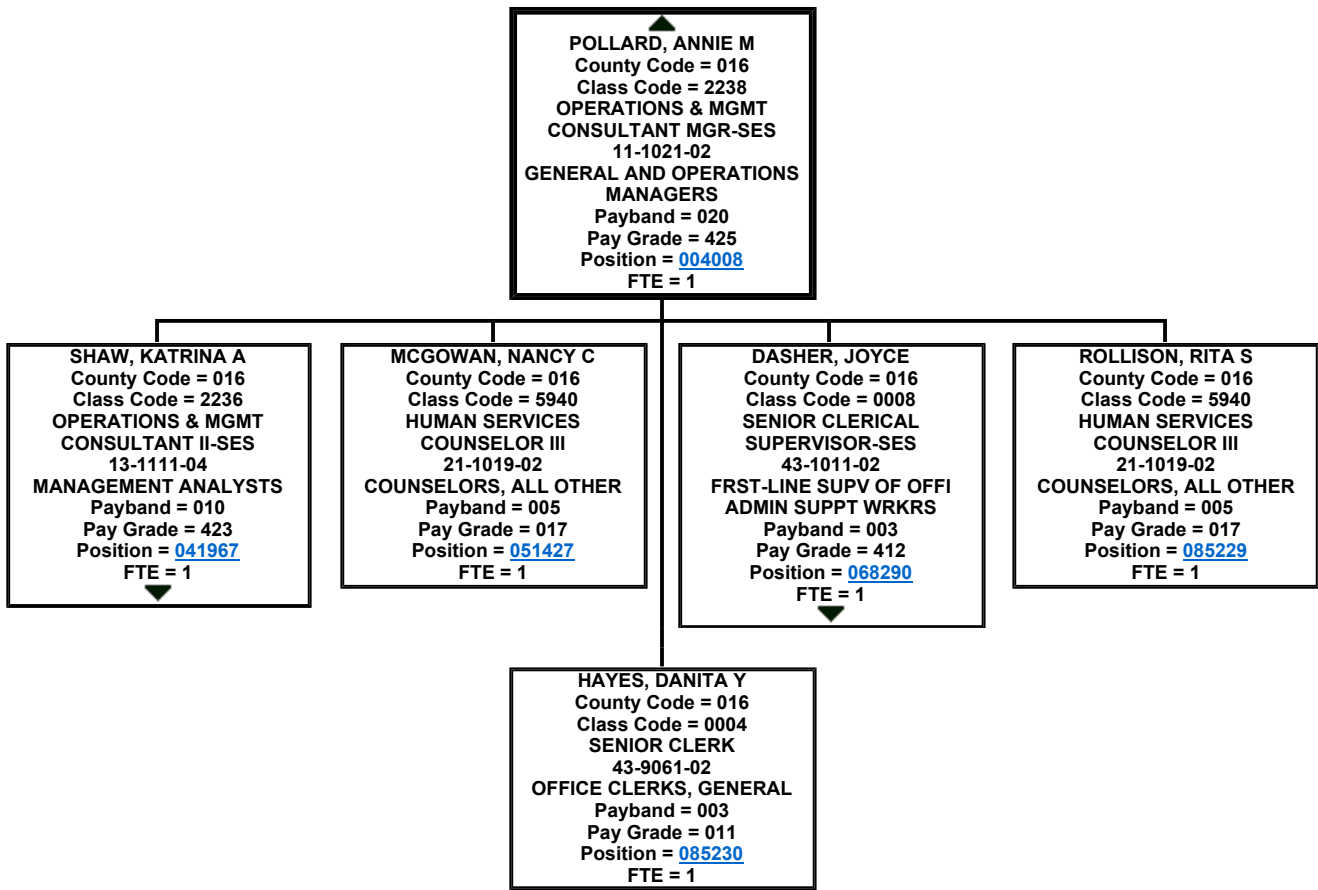 POLLARD, ANNIE M
County Code = 016
Class Code = 2238
OPERATIONS & MGMT
CONSULTANT MGR-SES
11-1021-02
GENERAL AND OPERATIONS
MANAGERS
Payband = 020
Pay Grade = 425
Position = 004008
FTE = 1
SHAW, KATRINA A
County Code = 016
Class Code = 2236
OPERATIONS & MGMT
CONSULTANT II-SES
13-1111-04
MANAGEMENT ANALYSTS
Payband = 010
Pay Grade = 423
Position = 041967
FTE = 1
MCGOWAN, NANCY C
County Code = 016
Class Code = 5940
HUMAN SERVICES
COUNSELOR III
21-1019-02
COUNSELORS, ALL OTHER
Payband = 005
Pay Grade = 017
Position = 051427
FTE = 1
DASHER, JOYCE
County Code = 016
Class Code = 0008
SENIOR CLERICAL
SUPERVISOR-SES
43-1011-02
FRST-LINE SUPV OF OFFI
ADMIN SUPPT WRKRS
Payband = 003
Pay Grade = 412
Position = 068290
FTE = 1
ROLLISON, RITA S
County Code = 016
Class Code = 5940
HUMAN SERVICES
COUNSELOR III
21-1019-02
COUNSELORS, ALL OTHER
Payband = 005
Pay Grade = 017
Position = 085229
FTE = 1
HAYES, DANITA Y
County Code = 016
Class Code = 0004
SENIOR CLERK
43-9061-02
OFFICE CLERKS, GENERAL
Payband = 003
Pay Grade = 011
Position = 085230
FTE = 1